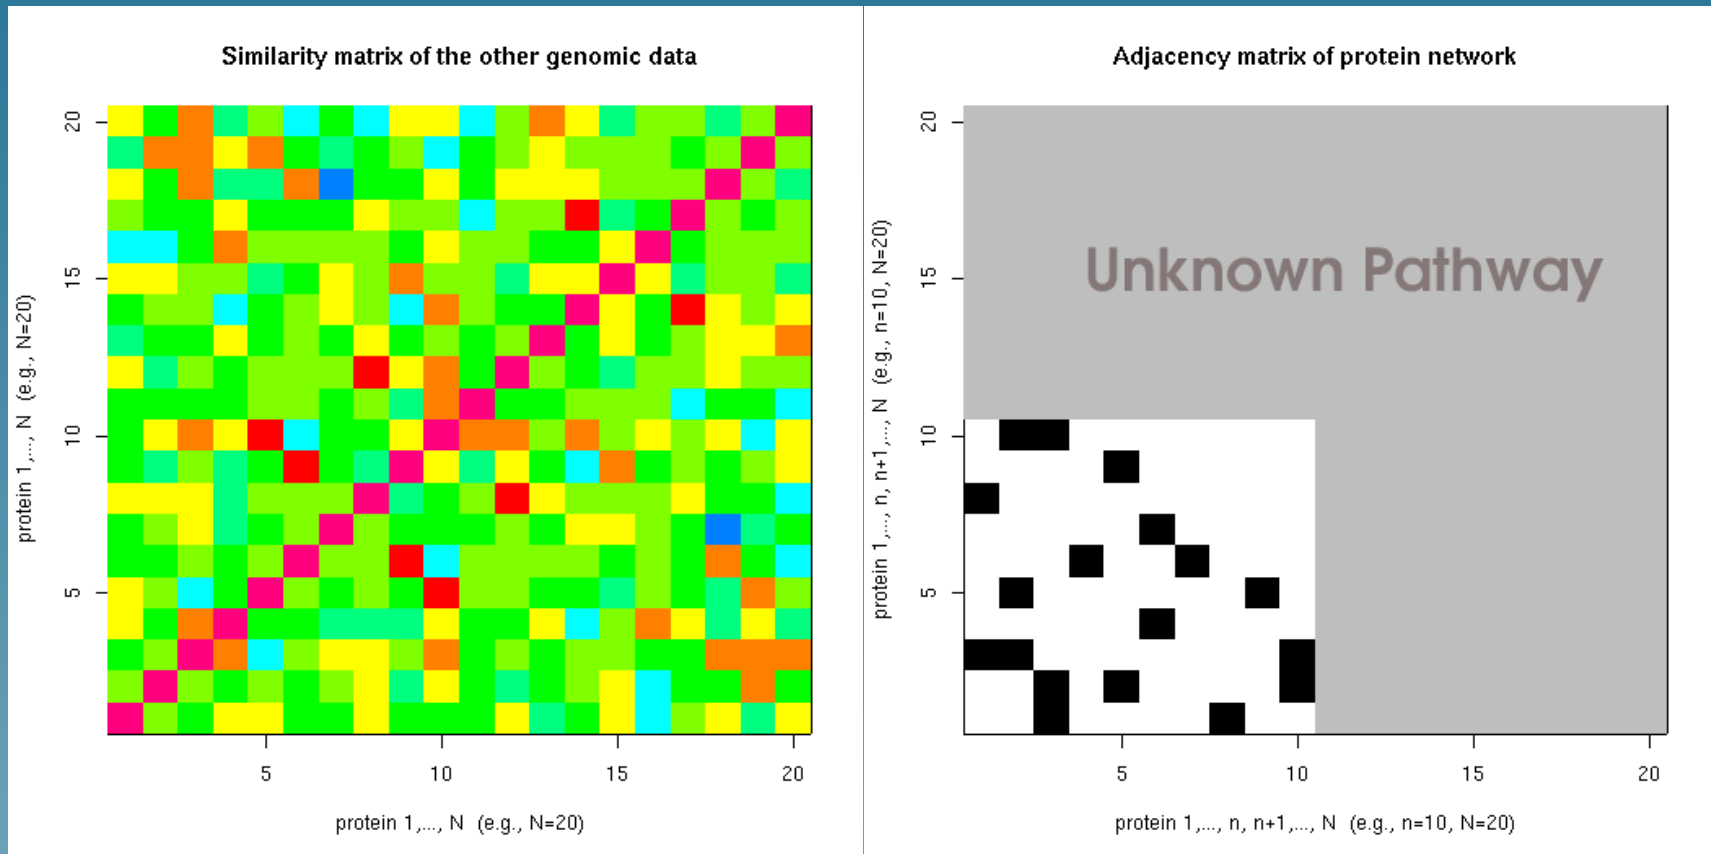 Similarity matrix of the other genomic data
protein 1,..., N (e.g., N=20)
20
15
10
5
5 10 15 20
protein 1,..., N (e.g., N=20)
Adjacency matrix of protein network
protein 1,..., n, n+1,..., N (e.g., n=10, N=20)
20
15
10
5
Unknown Pathway
5 10 15 20
protein 1,..., n, n+1,..., N (e.g., n=10, N=20)